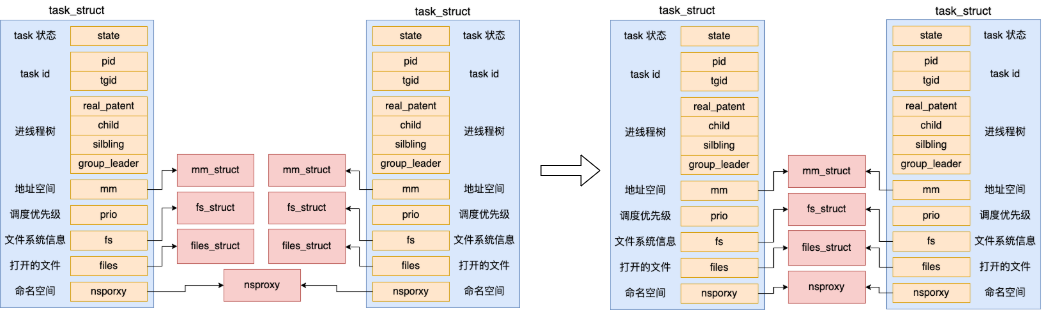 task_struct
task 状态
state
task id
pid
tgid
进线程树
real_patent
child
silbling
group_leader
地址空间
mm
调度优先级
prio
文件系统信息
fs
打开的文件
files
命名空间
nsporxy
mm_struct
mm_struct
fs_struct
fs_struct
files_struct
files_struct
nsproxy
task_struct
state
task 状态
pid
tgid
task id
real_patent
child
silbling
group_leader
进线程树
mm
地址空间
prio
调度优先级
fs
文件系统信息
files
打开的文件
nsporxy
命名空间
task_struct
task 状态
state
task id
pid
tgid
进线程树
real_patent
child
silbling
group_leader
地址空间
mm
调度优先级
prio
文件系统信息
fs
打开的文件
files
命名空间
nsporxy
mm_struct
fs_struct
files_struct
nsproxy
task_struct
state
task 状态
pid
tgid
task id
real_patent
child
silbling
group_leader
进线程树
mm
地址空间
prio
调度优先级
fs
文件系统信息
files
打开的文件
nsporxy
命名空间